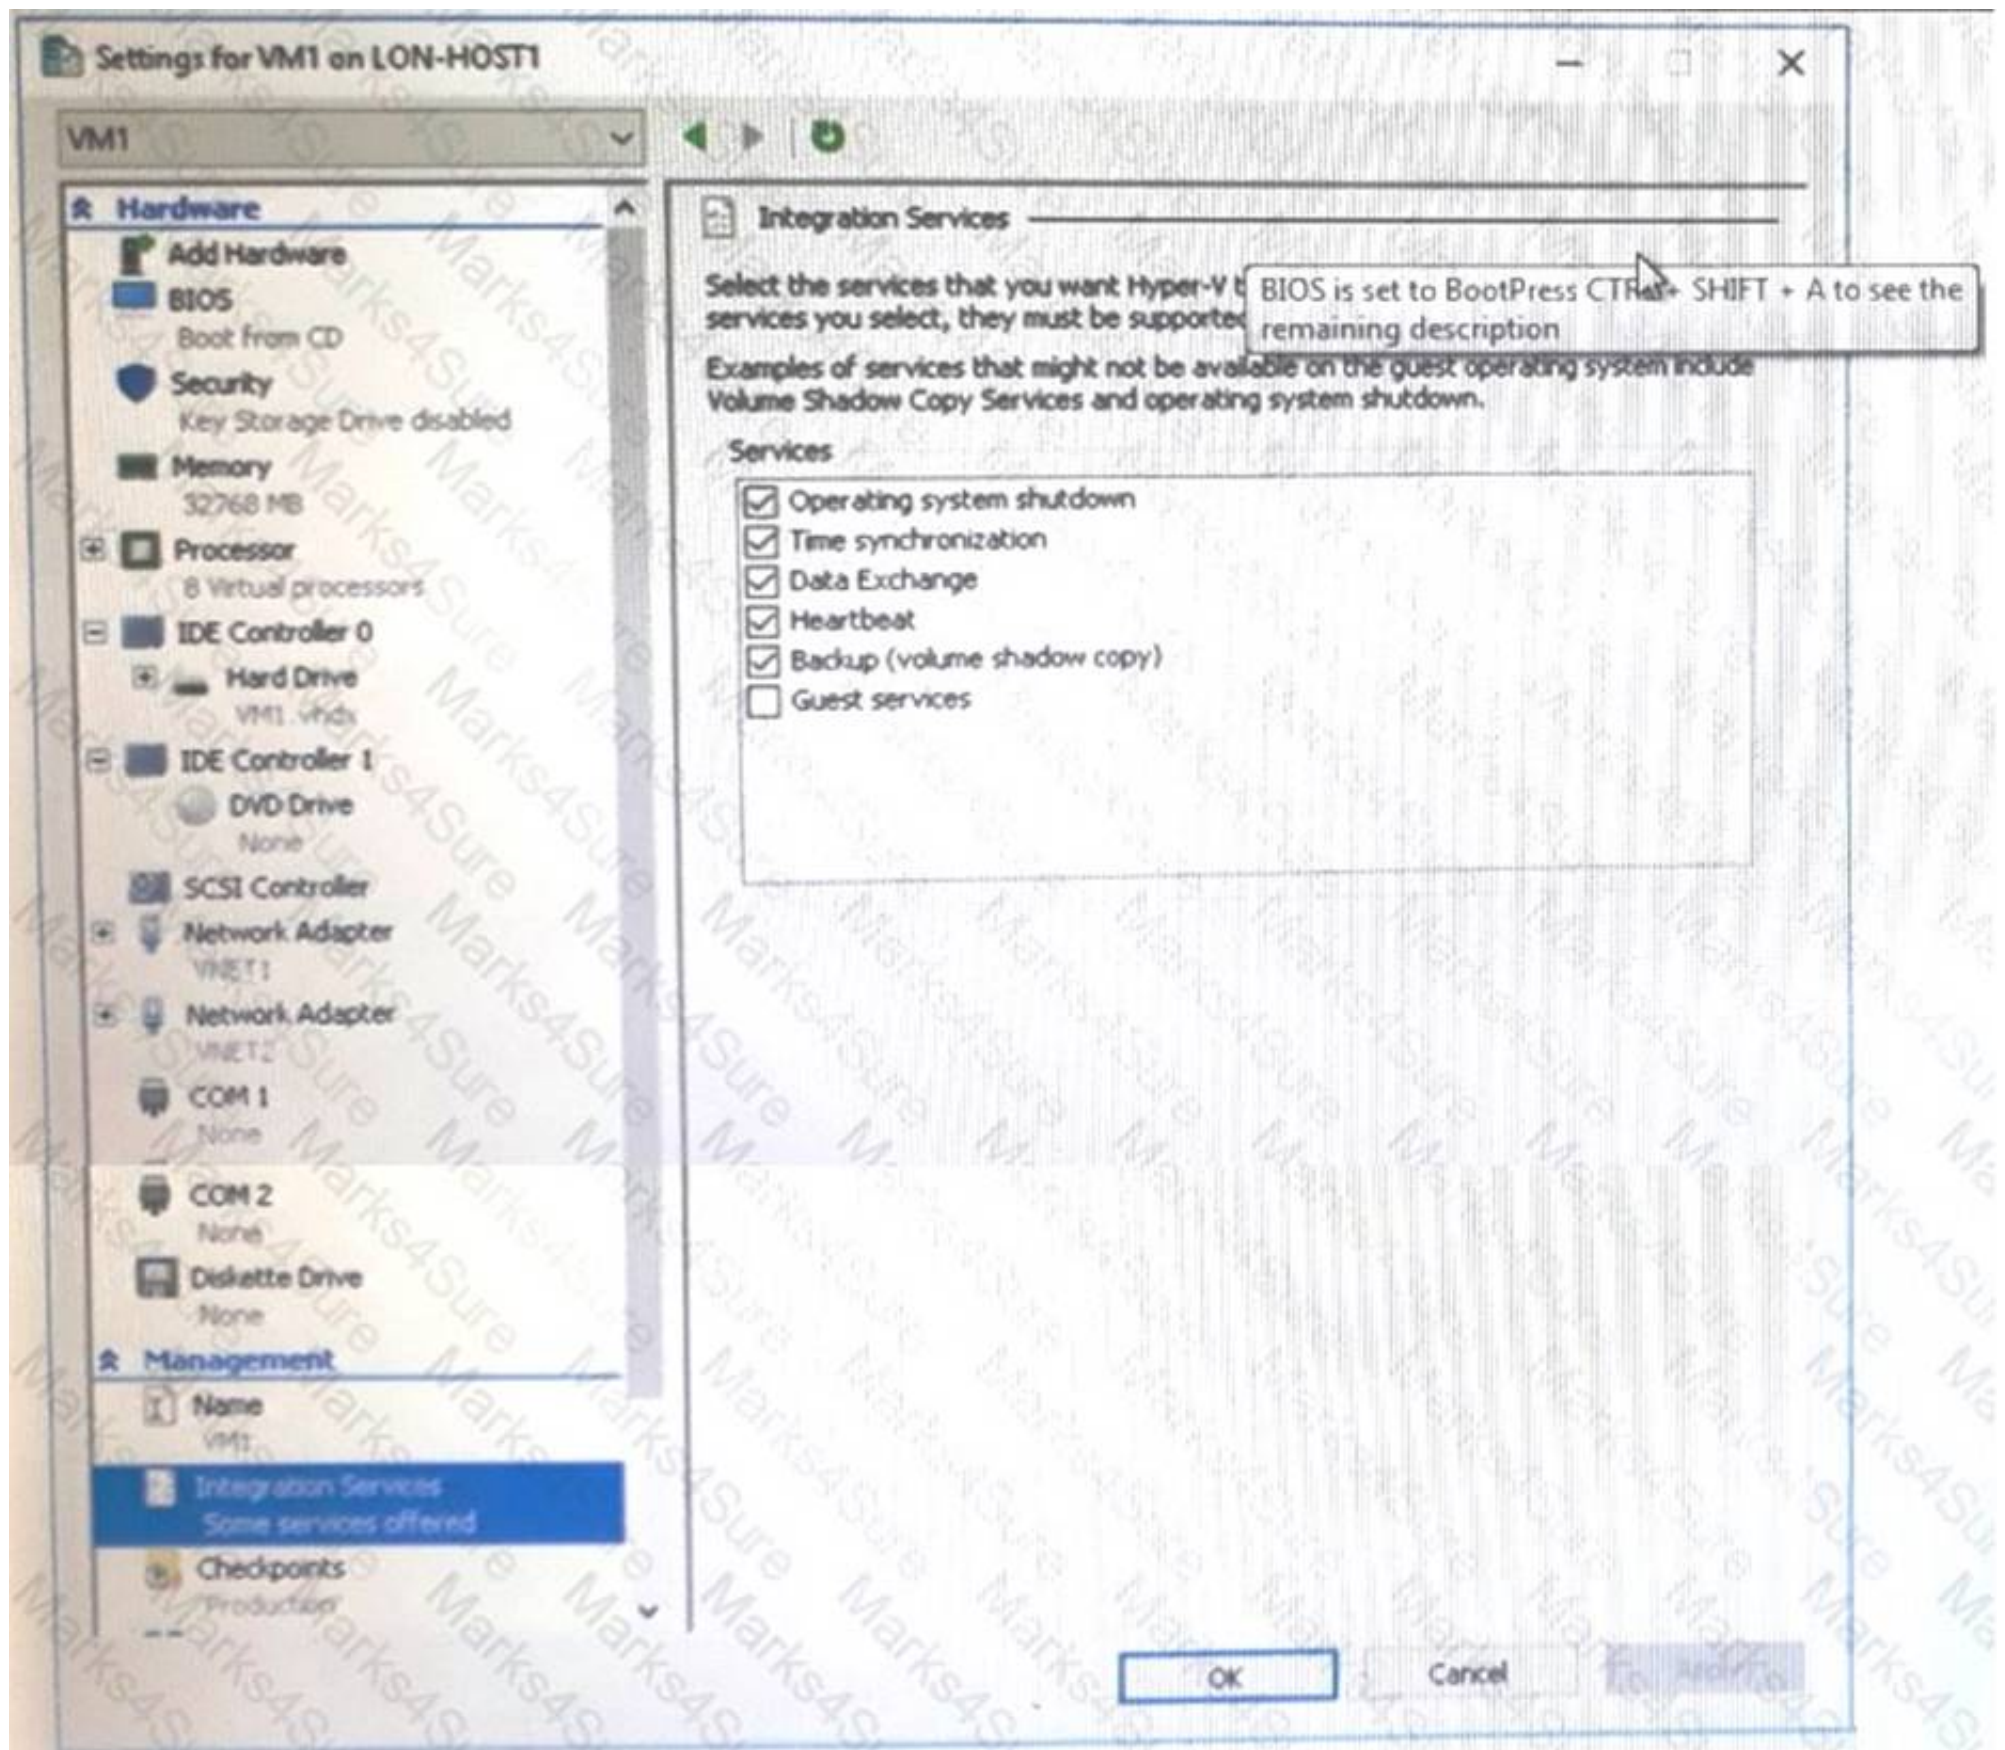 Settings for VM1 on LON-HOST1
VM1
Hardware
Add Hardware
BIOS
Boot from CD
Security
Key Storage Drive disabled
Memory
32768 MB
Processor
8 Virtual processors
IDE Controller 0
Hard Drive
VM1.vhdx
IDE Controller 1
DVD Drive
None
SCSI Controller
Network Adapter
VNET1
Network Adapter
VNET2
COM 1
None
COM 2
None
Diskette Drive
None
Management
Name
VM1
Integration Services
Some services offered
Checkpoints
Production
Integration Services
Select the services that you want Hyper-V
services you select, they must be supported
BIOS is set to BootPress CTRL + SHIFT + A to see the
remaining description
Examples of services that might not be available on the guest operating system include
Volume Shadow Copy Services and operating system shutdown.
Services
Operating system shutdown
Time synchronization
Data Exchange
Heartbeat
Backup (volume shadow copy)
Guest services
OK
Cancel
Marks4Sure